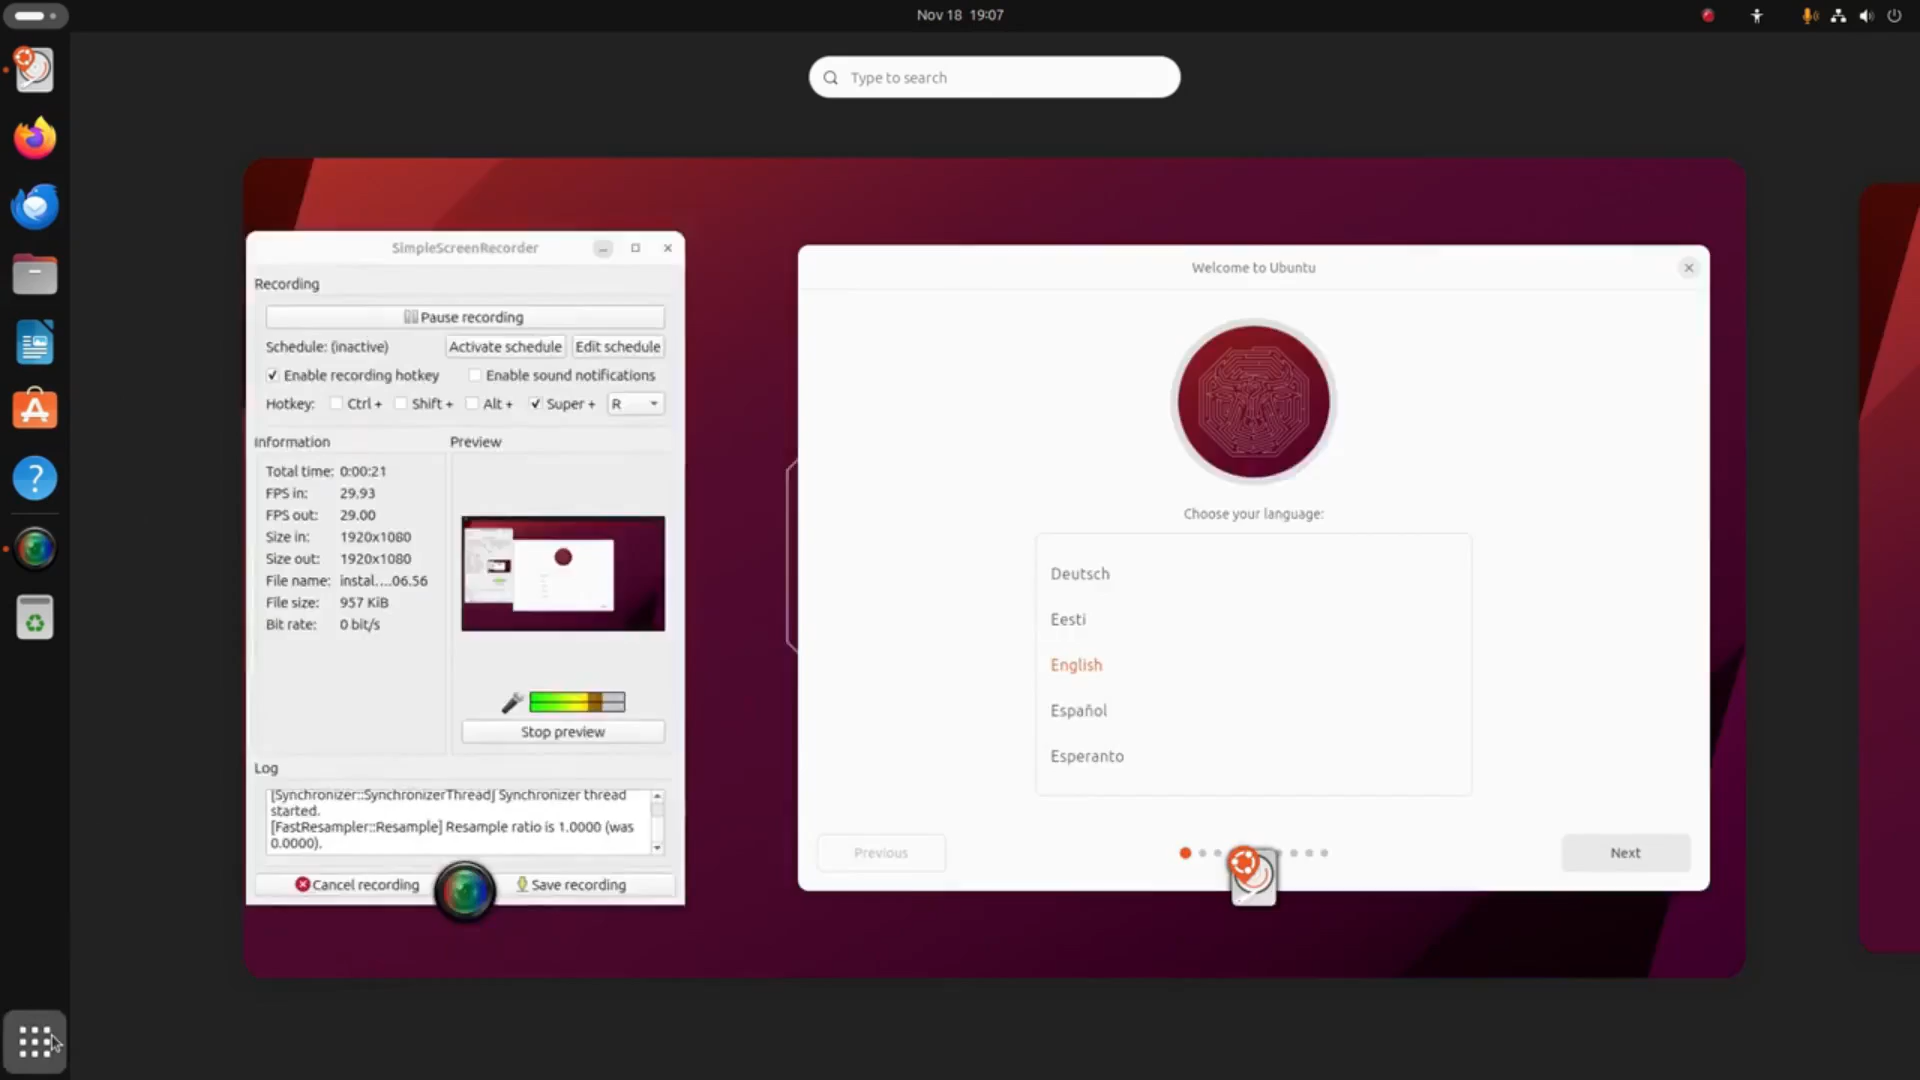 Nov 18 19:07
Type to search
SimpleScreenRecorder
Recording
Pause recording
Schedule: (inactive) Activate schedule Edit schedule
Enable recording hotkey Enable sound notifications
Hotkey: Ctrl + Shift + Alt + Super + R
Information Preview
Total time: 0:00:21
FPS in: 29.93
FPS out: 29.00
Size in: 1920x1080
Size out: 1920x1080
File name: instal....06.56
File size: 957 KiB
Bit rate: 0 bit/s
Stop preview
Log
[Synchronizer::SynchronizerThread] Synchronizer thread
started.
[FastResampler::Resample] Resample ratio is 1.0000 (was
0.0000).
Cancel recording Save recording
Welcome to Ubuntu
Choose your language:
Deutsch
Eesti
English
Español
Esperanto
Previous Next